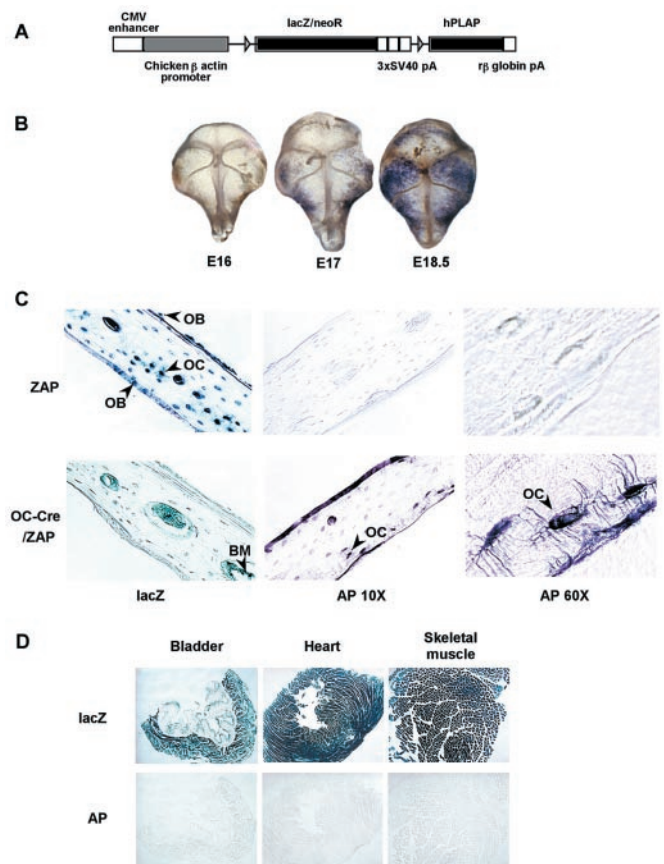 A
CMV
enhancer
lacZ/neoR
hPLAP
Chicken β actin
promoter
3xSV40 pA
rβ globin pA
B
E16
E17
E18.5
C
ZAP
OB
OC
OB
OC-Cre
/ZAP
BM
OC
OC
lacZ
AP 10X
AP 60X
D
Bladder
Heart
Skeletal
muscle
lacZ
AP